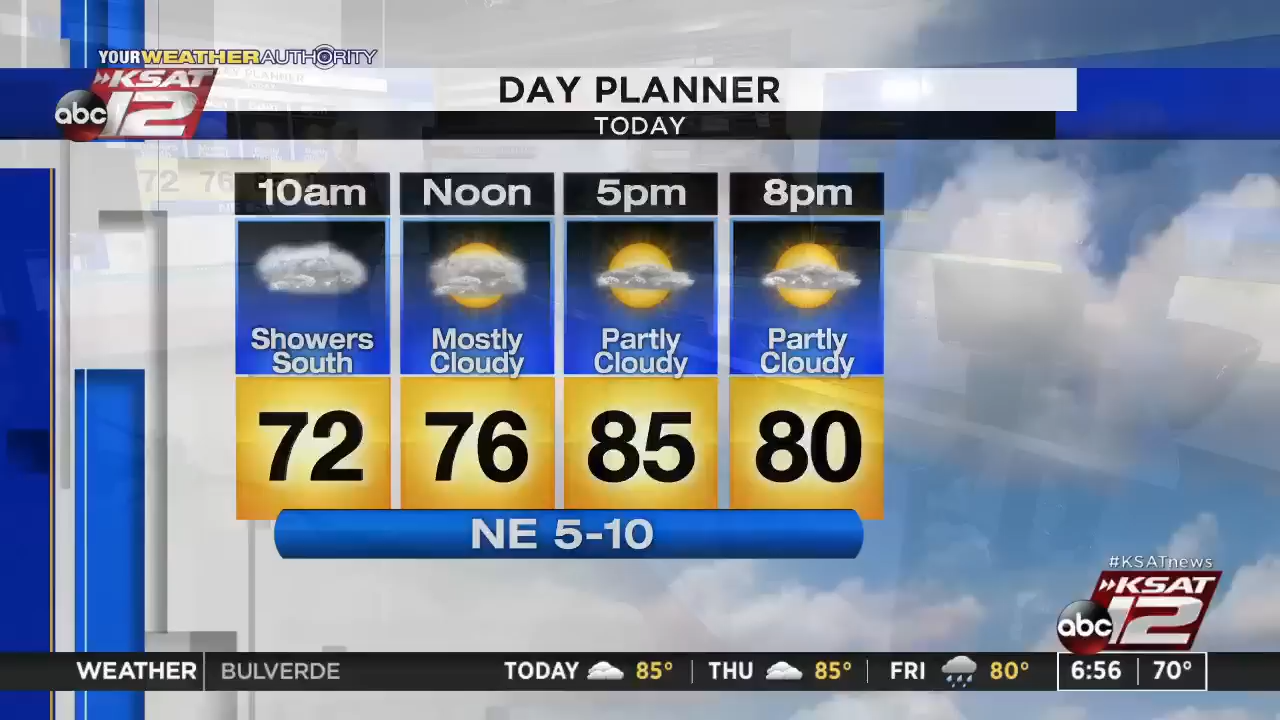 YOUR WEATHER AUTHORITY
KSAT
abc 12
DAY PLANNER
TODAY
10am Noon 5pm 8pm
Showers South
Mostly Cloudy
Partly Cloudy
Partly Cloudy
72 76 85 80
NE 5-10
#KSATnews
KSAT
abc 12
WEATHER BULVERDE TODAY 85° THU 85° FRI 80° 6:56 70°